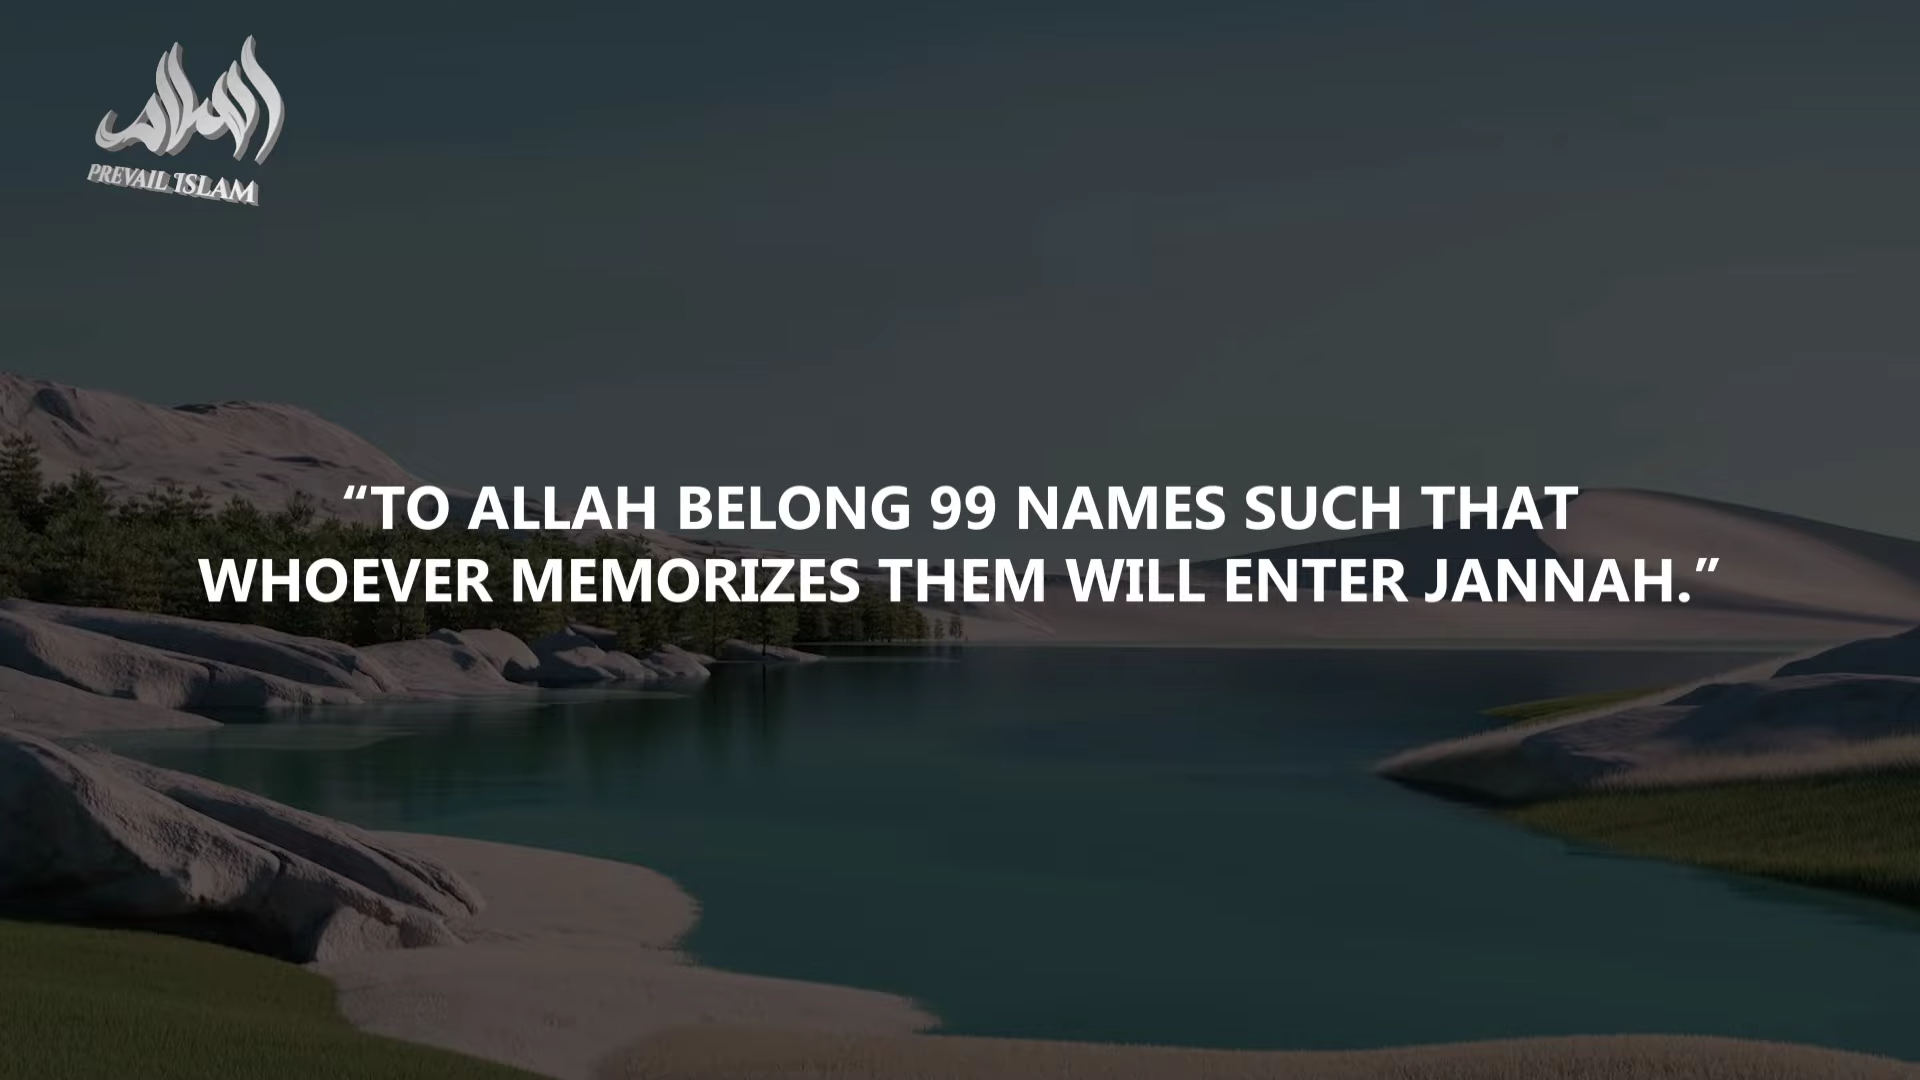 PREVAIL ISLAM
“TO ALLAH BELONG 99 NAMES SUCH THAT
WHOEVER MEMORIZES THEM WILL ENTER JANNAH.”